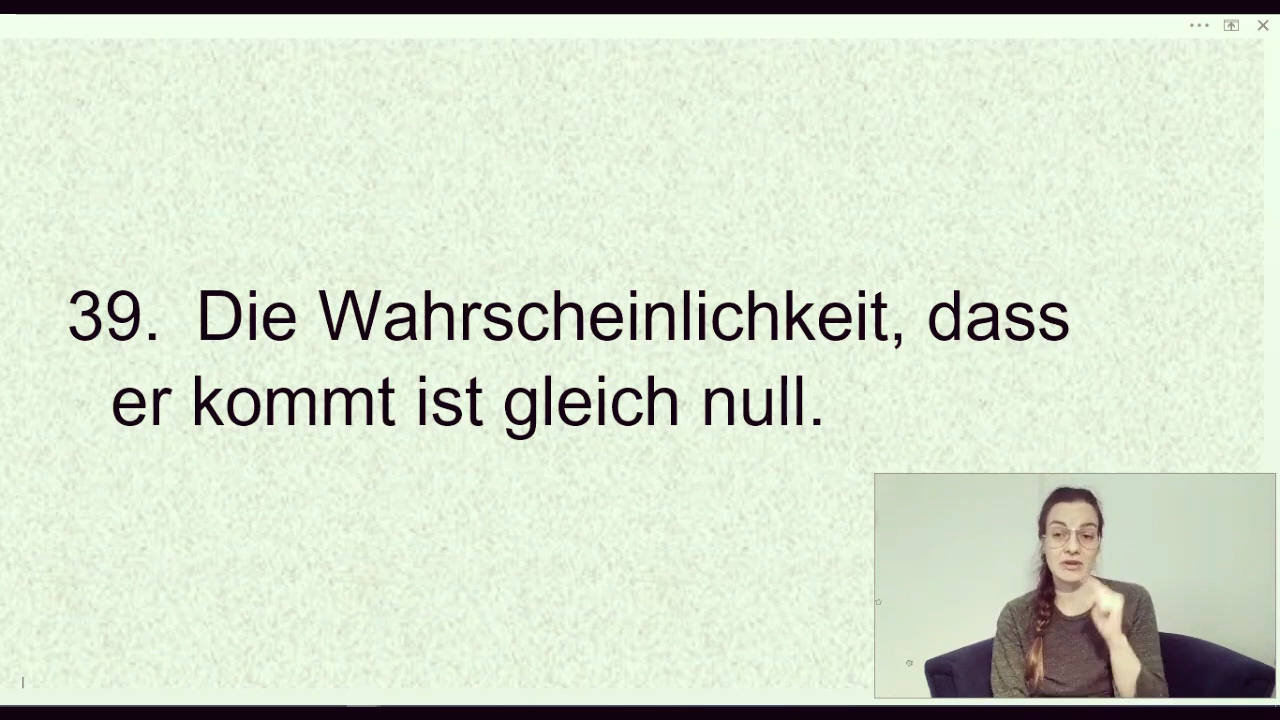 39. Die Wahrscheinlichkeit, dass
er kommt ist gleich null.